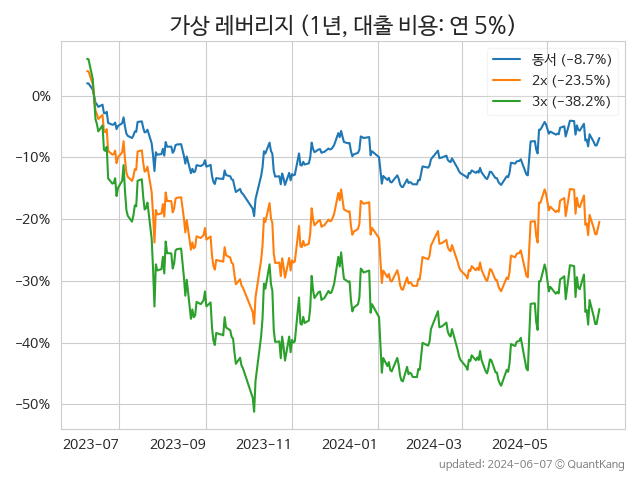 가상 레버리지 (1년, 대출 비용: 연 5%)
동서 (−8.7%)
2x (−23.5%)
3x (−38.2%)
0%
−10%
−20%
−30%
−40%
−50%
2023-07 2023-09 2023-11 2024-01 2024-03 2024-05
updated: 2024-06-07 © QuantKang